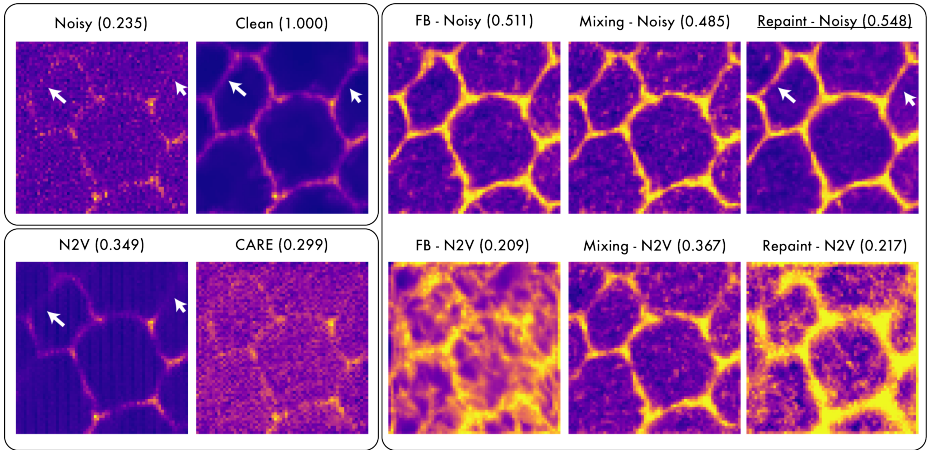 Noisy (0.235)
Clean (1.000)
FB - Noisy (0.511)
Mixing - Noisy (0.485)
Repaint - Noisy (0.548)
N2V (0.349)
CARE (0.299)
FB - N2V (0.209)
Mixing - N2V (0.367)
Repaint - N2V (0.217)